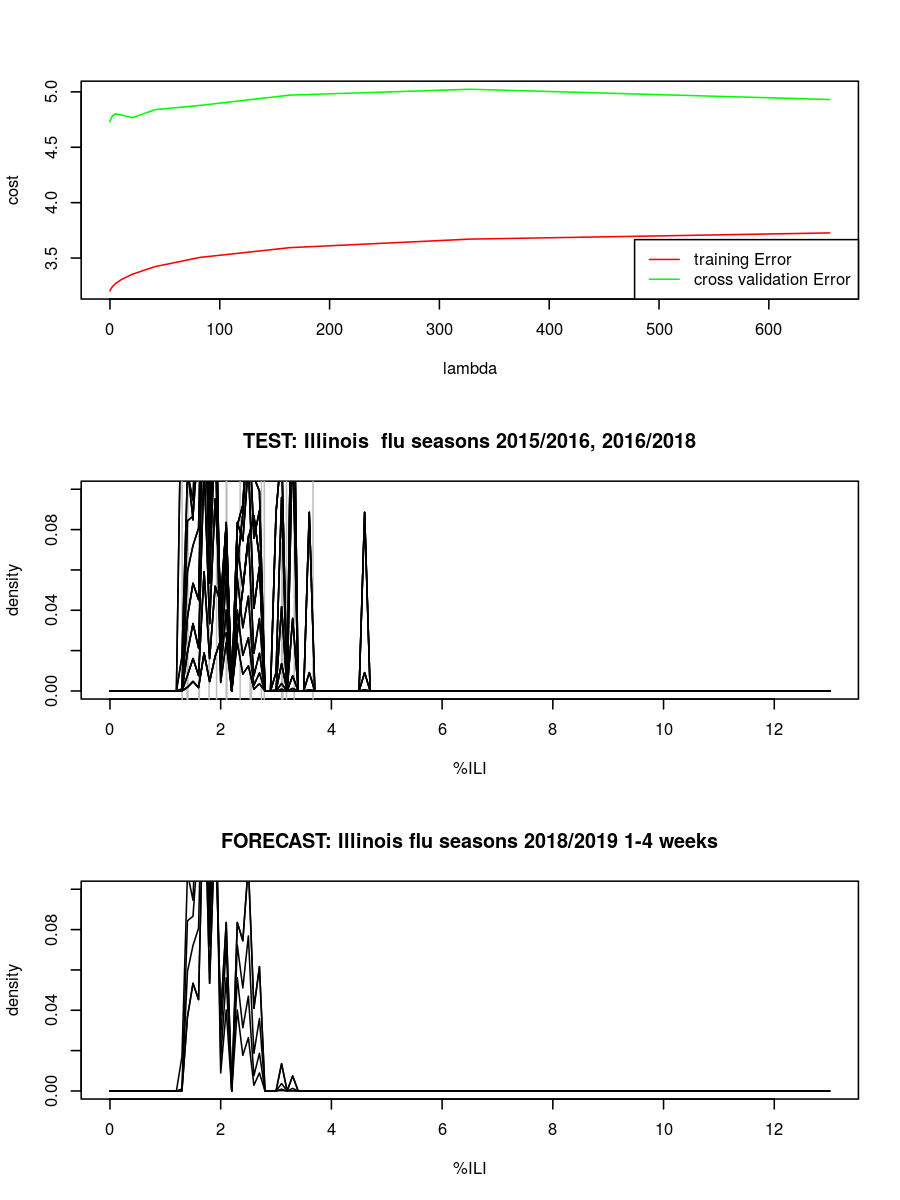 5.0
4.5
4.0
3.5
cost
training Error
cross validation Error
0 100 200 300 400 500 600
lambda
TEST: Illinois  flu seasons 2015/2016, 2016/2018
0.08
0.04
0.00
density
0 2 4 6 8 10 12
%ILI
FORECAST: Illinois flu seasons 2018/2019 1-4 weeks
0.08
0.04
0.00
density
0 2 4 6 8 10 12
%ILI